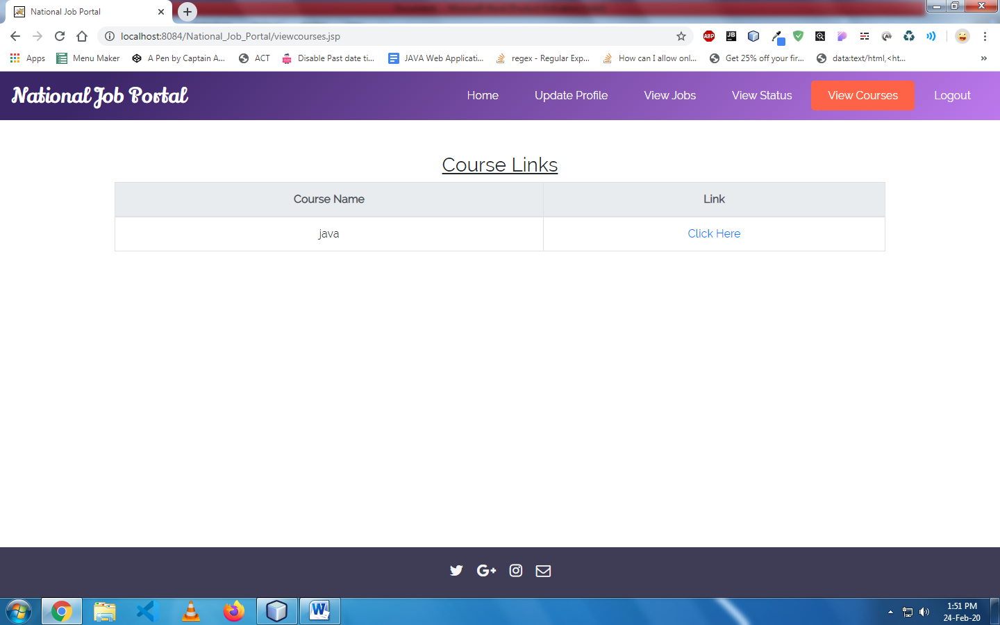 National Job Portal
localhost:8084/National_Job_Portal/viewcourses.jsp
ABP
JB
Apps
Menu Maker
A Pen by Captain A...
ACT
Disable Past date ti...
JAVA Web Applicati...
regex - Regular Exp...
How can I allow onl...
Get 25% off your fir...
data:text/html,<ht...
»
National Job Portal
Home
Update Profile
View Jobs
View Status
View Courses
Logout
Course Links
Course Name
Link
java
Click Here
G+
W
1:51 PM
24-Feb-20